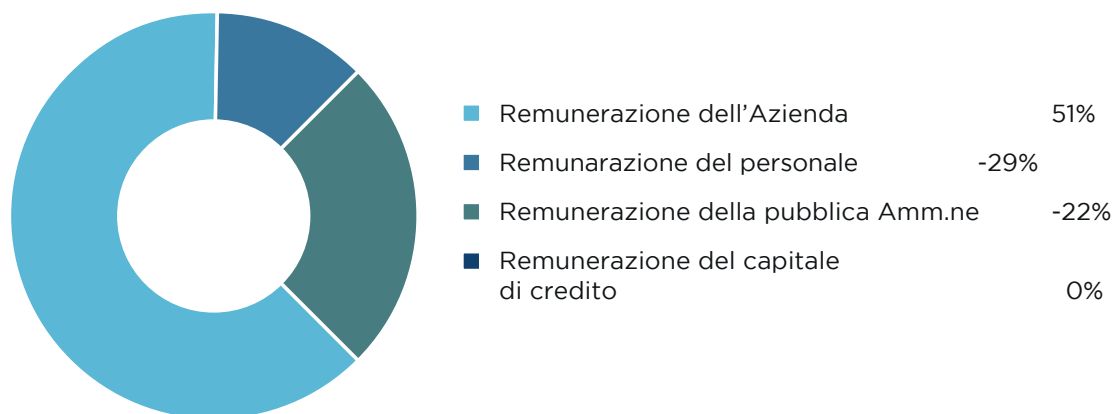 Remunerazione dell’Azienda 51%
Remunarazione del personale -29%
Remunerazione della pubblica Amm.ne -22%
Remunerazione del capitale
di credito 0%